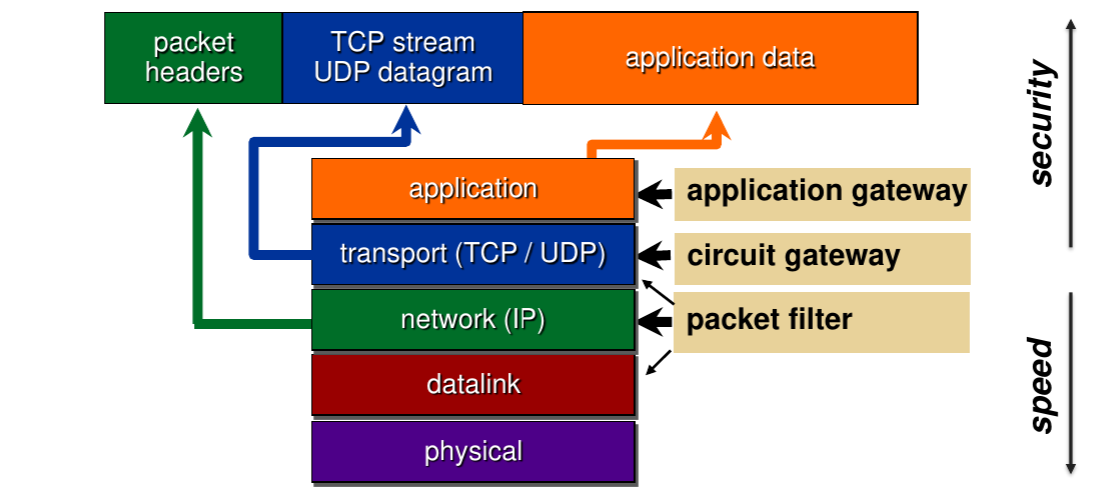 packet
headers
TCP stream
UDP datagram
application data
security
application
application gateway
transport (TCP / UDP)
circuit gateway
network (IP)
packet filter
datalink
speed
physical